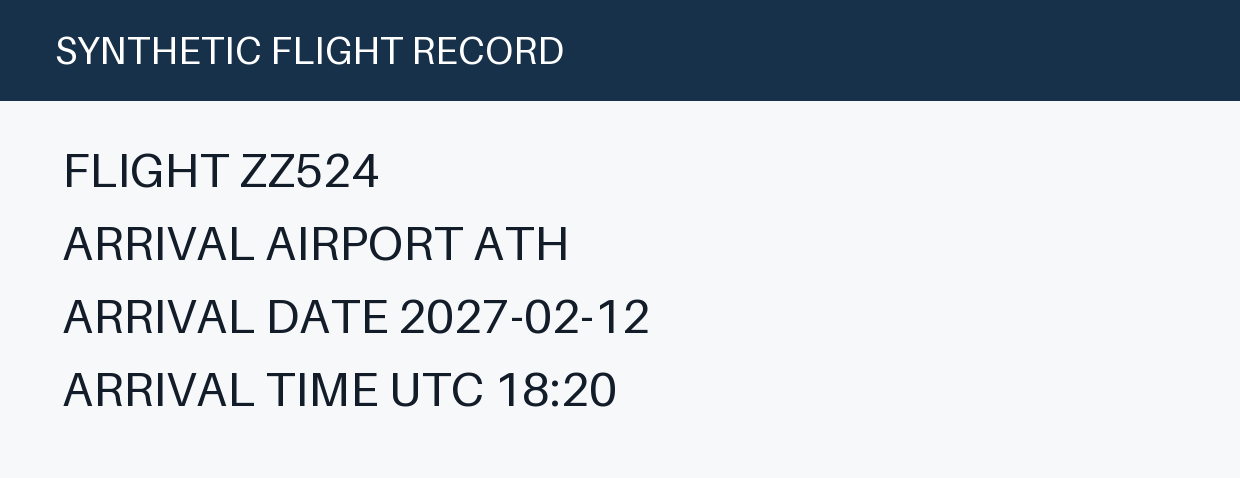 SYNTHETIC FLIGHT RECORD
FLIGHT ZZ524
ARRIVAL AIRPORT ATH
ARRIVAL DATE 2027-02-12
ARRIVAL TIME UTC 18:20